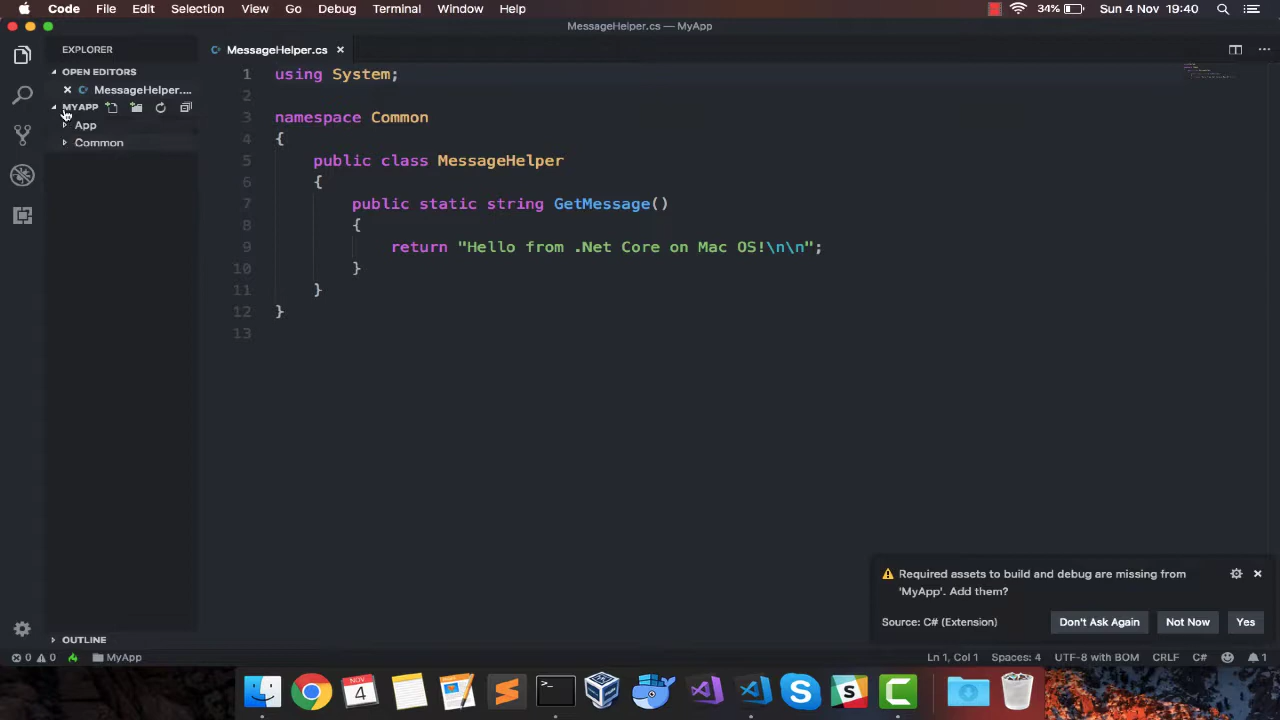 Code File Edit Selection View Go Debug Terminal Window Help 34% Sun 4 Nov 19:40
MessageHelper.cs — MyApp
EXPLORER
MessageHelper.cs
OPEN EDITORS
MessageHelper....
MYAPP
App
Common
1 using System;
2
3 namespace Common
4 {
5 public class MessageHelper
6 {
7 public static string GetMessage()
8 {
9 return "Hello from .Net Core on Mac OS!\n\n";
10 }
11 }
12 }
13
Required assets to build and debug are missing from
'MyApp'. Add them?
Source: C# (Extension) Don't Ask Again Not Now Yes
OUTLINE
0 0 MyApp Ln 1, Col 1 Spaces: 4 UTF-8 with BOM CRLF C# 1
NOV
4